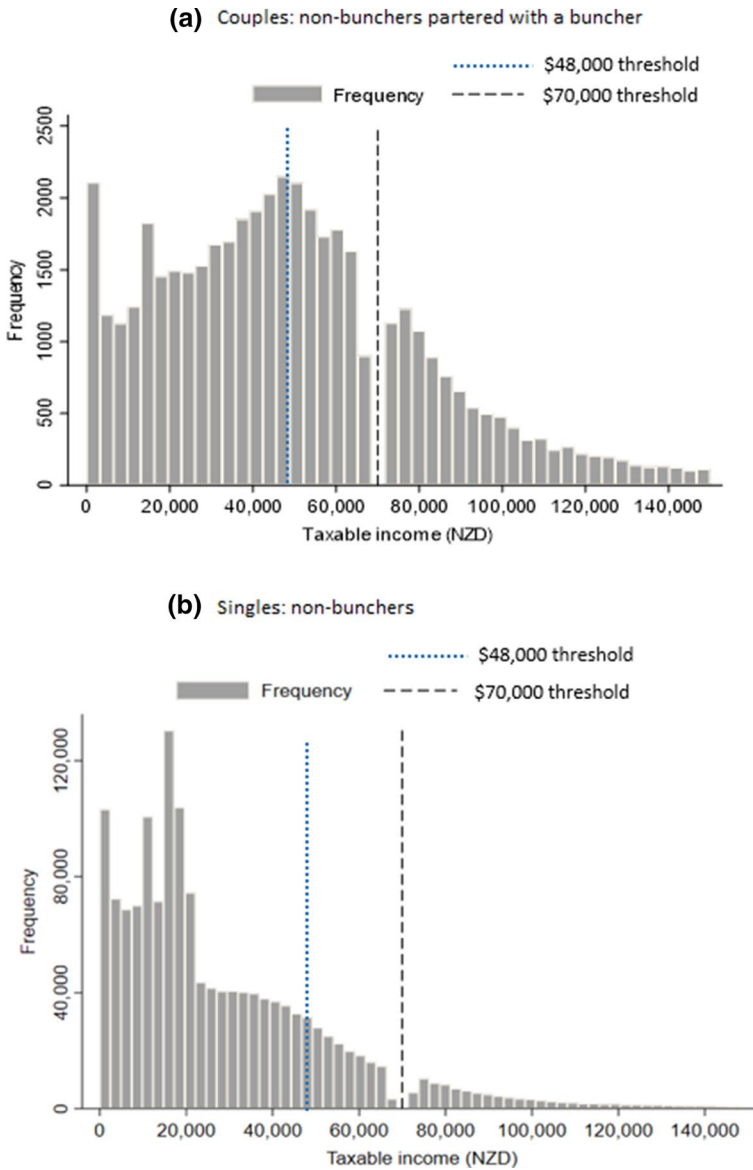 (a) Couples: non-bunchers partered with a buncher
$48,000 threshold
Frequency
$70,000 threshold
2500
2000
1500
1000
500
0
Frequency
0 20,000 40,000 60,000 80,000 100,000 120,000 140,000
Taxable income (NZD)
(b) Singles: non-bunchers
$48,000 threshold
Frequency
$70,000 threshold
120,000
80,000
40,000
0
Frequency
0 20,000 40,000 60,000 80,000 100,000 120,000 140,000
Taxable income (NZD)